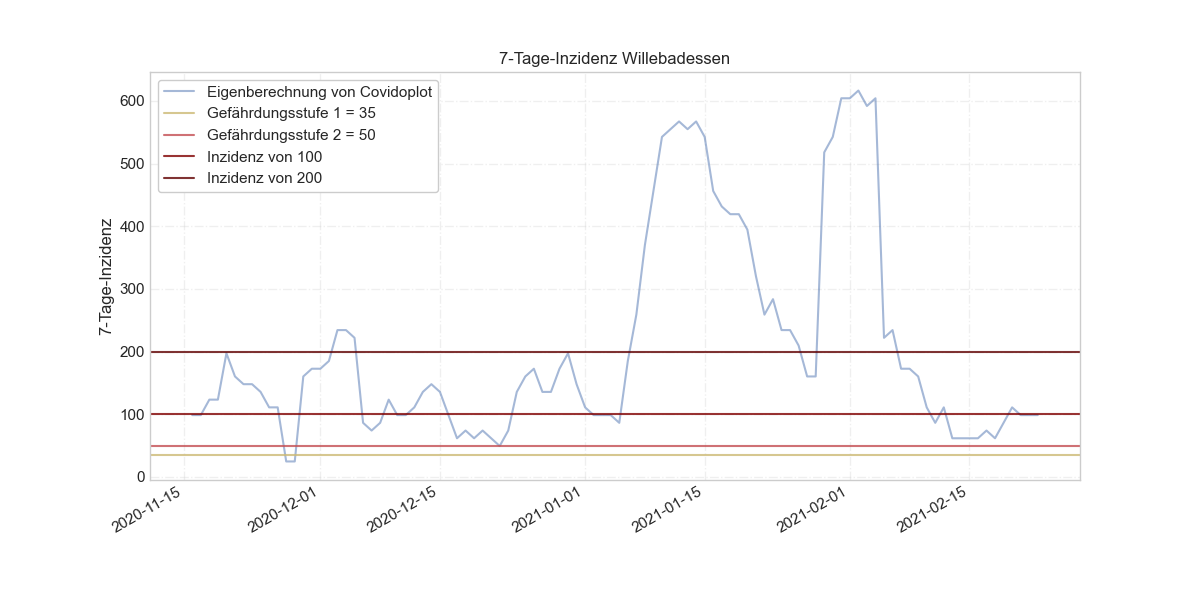 7-Tage-Inzidenz Willebadessen
Eigenberechnung von Covidoplot
Gefährdungsstufe 1 = 35
Gefährdungsstufe 2 = 50
Inzidenz von 100
Inzidenz von 200
7-Tage-Inzidenz
600
500
400
300
200
100
0
2020-11-15
2020-12-01
2020-12-15
2021-01-01
2021-01-15
2021-02-01
2021-02-15